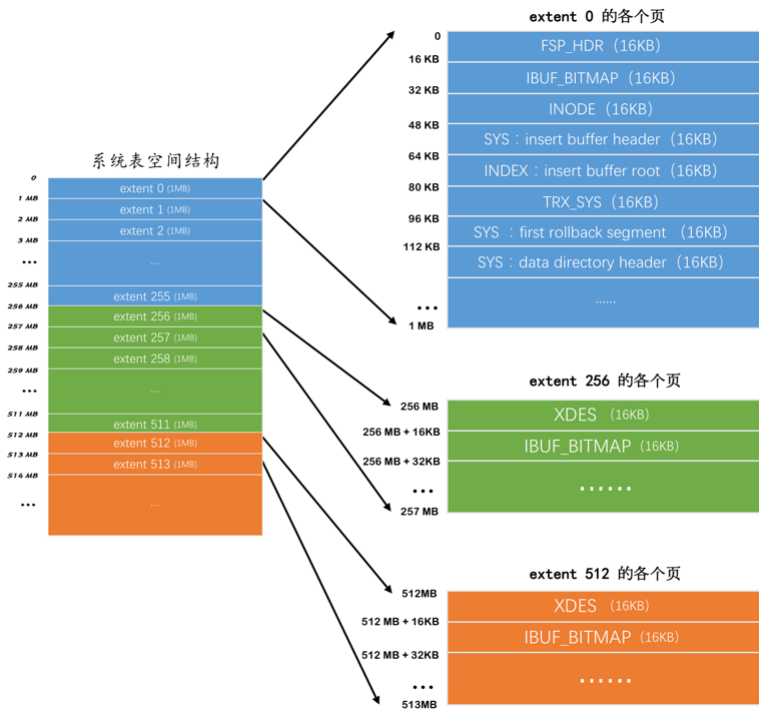 系统表空间结构
0
extent 0 (1MB)
1 MB
extent 1 (1MB)
2 MB
extent 2 (1MB)
3 MB
...
...
255 MB
extent 255 (1MB)
256 MB
extent 256 (1MB)
257 MB
extent 257 (1MB)
258 MB
extent 258 (1MB)
259 MB
...
...
511 MB
extent 511 (1MB)
512 MB
extent 512 (1MB)
513 MB
extent 513 (1MB)
514 MB
...
...
extent 0 的各个页
0
FSP_HDR（16KB）
16 KB
IBUF_BITMAP（16KB）
32 KB
INODE（16KB）
48 KB
SYS：insert buffer header（16KB）
64 KB
INDEX：insert buffer root（16KB）
80 KB
TRX_SYS（16KB）
96 KB
SYS ：first rollback segment （16KB）
112 KB
SYS：data directory header（16KB）
...
......
1 MB
extent 256 的各个页
256 MB
XDES （16KB）
256 MB + 16KB
IBUF_BITMAP（16KB）
256 MB + 32KB
...
......
257 MB
extent 512 的各个页
512MB
XDES （16KB）
512 MB + 16KB
IBUF_BITMAP（16KB）
512 MB + 32KB
...
......
513MB